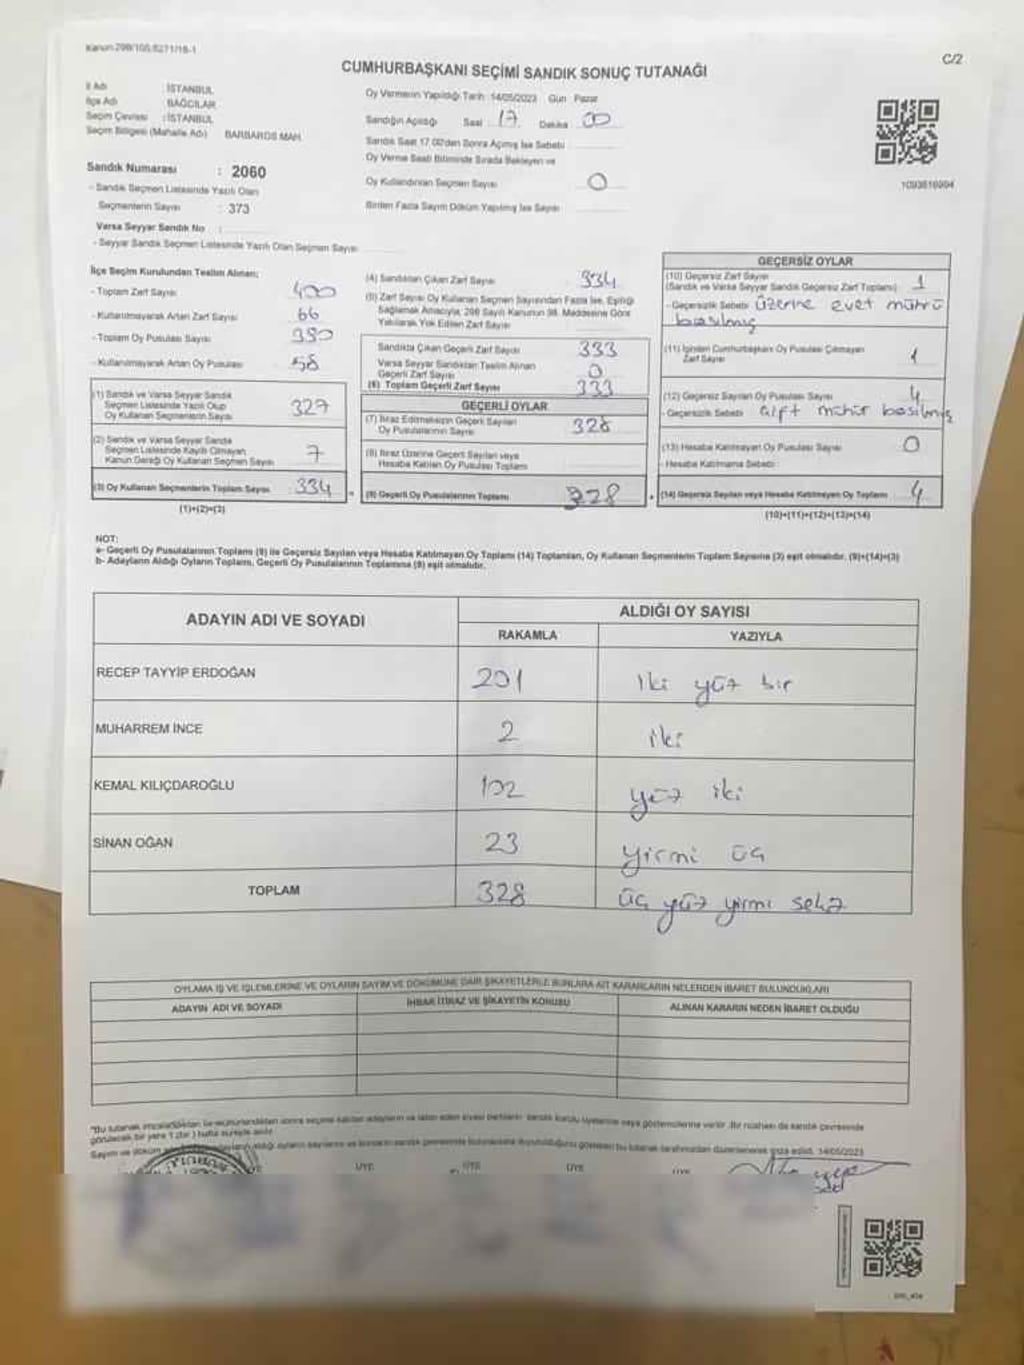 Kanun:298/105,6271/18-1
C/2
CUMHURBAŞKANI SEÇİMİ SANDIK SONUÇ TUTANAĞI
İl Adı : İSTANBUL
İlçe Adı : BAĞCILAR
Seçim Çevresi : İSTANBUL
Seçim Bölgesi (Mahalle Adı) BARBAROS MAH.
Sandık Numarası : 2060
- Sandık Seçmen Listesinde Yazılı Olan
Seçmenlerin Sayısı : 373
Varsa Seyyar Sandık No :
- Seyyar Sandık Seçmen Listesinde Yazılı Olan Seçmen Sayısı
Oy Vermenin Yapıldığı Tarih: 14/05/2023 Gün Pazar
Sandığın Açıldığı Saat 17 Dakika 00
Sandık Saat 17.00'den Sonra Açılmış İse Sebebi
Oy Verme Saati Bitiminde Sırada Bekleyen ve
Oy Kullandırılan Seçmen Sayısı 0
Birden Fazla Sayım Döküm Yapılmış İse Sayısı
1093616904
İlçe Seçim Kurulundan Teslim Alınan;
- Toplam Zarf Sayısı 400
- Kullanılmayarak Artan Zarf Sayısı 66
- Toplam Oy Pusulası Sayısı 380
- Kullanılmayarak Artan Oy Pusulası 58
(1) Sandık ve Varsa Seyyar Sandık
Seçmen Listesinde Yazılı Olup
Oy Kullanan Seçmenlerin Sayısı 327
(2) Sandık ve Varsa Seyyar Sandık
Seçmen Listesinde Kayıtlı Olmayan
Kanun Gereği Oy Kullanan Seçmen Sayısı 7
(3) Oy Kullanan Seçmenlerin Toplam Sayısı 334
(1)+(2)=(3)
(4) Sandıktan Çıkan Zarf Sayısı 334
(5) Zarf Sayısı Oy Kullanan Seçmen Sayısından Fazla İse, Eşitliği
Sağlamak Amacıyla, 298 Sayılı Kanunun 98. Maddesine Göre
Yakılarak Yok Edilen Zarf Sayısı
Sandıkta Çıkan Geçerli Zarf Sayısı 333
Varsa Seyyar Sandıktan Teslim Alınan
Geçerli Zarf Sayısı 0
(6) Toplam Geçerli Zarf Sayısı 333
GEÇERLİ OYLAR
(7) İtiraz Edilmeksizin Geçerli Sayılan
Oy Pusulalarının Sayısı 328
(8) İtiraz Üzerine Geçerli Sayılan veya
Hesaba Katılan Oy Pusulası Toplamı
(9) Geçerli Oy Pusulalarının Toplamı 328
GEÇERSİZ OYLAR
(10) Geçersiz Zarf Sayısı
(Sandık ve Varsa Seyyar Sandık Geçersiz Zarf Toplamı) 1
- Geçersizlik Sebebi üzerine evet mührü
basılmış
(11) İçinden Cumhurbaşkanı Oy Pusulası Çıkmayan
Zarf Sayısı 1
(12) Geçersiz Sayılan Oy Pusulası Sayısı 4
- Geçersizlik Sebebi çift mühür basılmış
(13) Hesaba Katılmayan Oy Pusulası Sayısı 0
- Hesaba Katılmama Sebebi
(14) Geçersiz Sayılan veya Hesaba Katılmayan Oy Toplamı 4
(10)+(11)+(12)+(13)=(14)
NOT:
a- Geçerli Oy Pusulalarının Toplamı (9) ile Geçersiz Sayılan veya Hesaba Katılmayan Oy Toplamı (14) Toplamları, Oy Kullanan Seçmenlerin Toplam Sayısına (3) eşit olmalıdır. (9)+(14)=(3)
b- Adayların Aldığı Oyların Toplamı, Geçerli Oy Pusulalarının Toplamına (9) eşit olmalıdır.
ADAYIN ADI VE SOYADI
ALDIĞI OY SAYISI
RAKAMLA YAZIYLA
RECEP TAYYİP ERDOĞAN 201 iki yüz bir
MUHARREM İNCE 2 iki
KEMAL KILIÇDAROĞLU 102 yüz iki
SİNAN OĞAN 23 yirmi üç
TOPLAM 328 üç yüz yirmi sekiz
OYLAMA İŞ VE İŞLEMLERİNE VE OYLARIN SAYIM VE DÖKÜMÜNE DAİR ŞİKAYETLERLE BUNLARA AİT KARARLARIN NELERDEN İBARET BULUNDUKLARI
ADAYIN ADI VE SOYADI İHBAR İTİRAZ VE ŞİKAYETİN KONUSU ALINAN KARARIN NEDEN İBARET OLDUĞU
ÜYE ÜYE ÜYE ÜYE